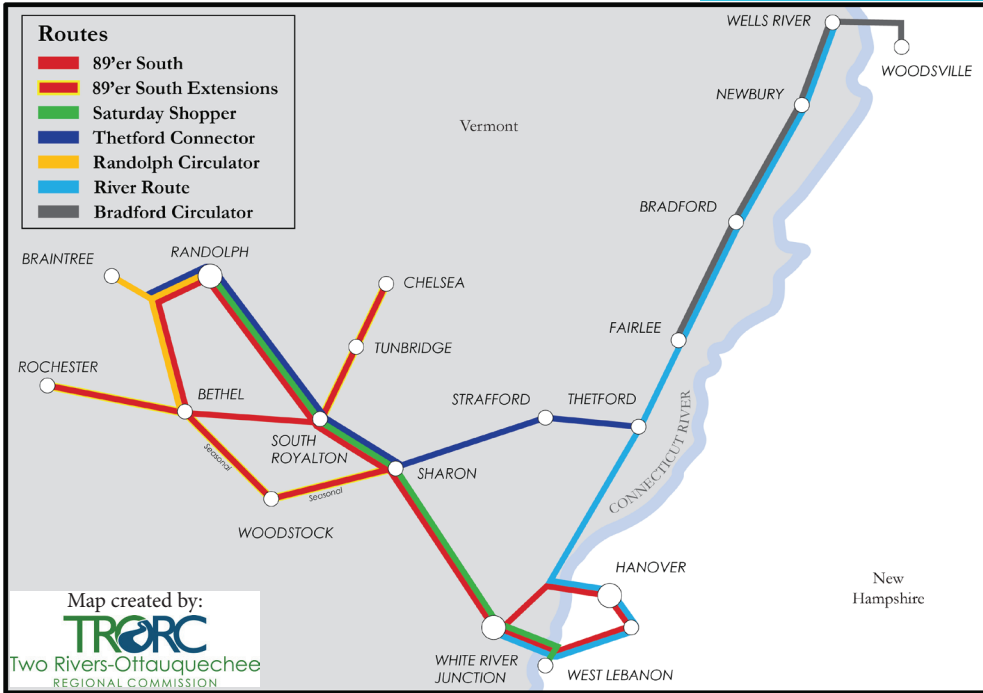 Routes
89’er South
89’er South Extensions
Saturday Shopper
Thetford Connector
Randolph Circulator
River Route
Bradford Circulator
Vermont
WELLS RIVER
WOODSVILLE
NEWBURY
BRADFORD
FAIRLEE
BRAINTREE
RANDOLPH
CHELSEA
TUNBRIDGE
ROCHESTER
BETHEL
STRAFFORD
THETFORD
SOUTH
ROYALTON
SHARON
Seasonal
Seasonal
WOODSTOCK
CONNECTICUT RIVER
HANOVER
New
Hampshire
WHITE RIVER
JUNCTION
WEST LEBANON
Map created by:
TRORC
Two Rivers-Ottauquechee
REGIONAL COMMISSION